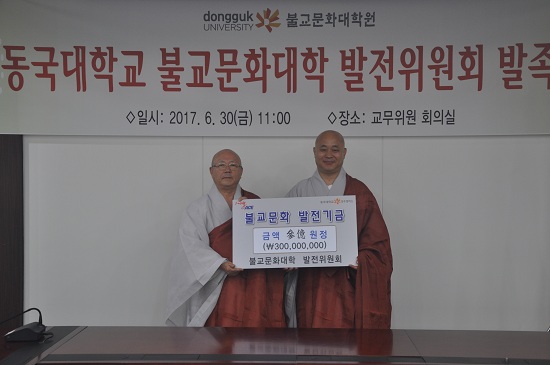 dongguk UNIVERSITY 불교문화대학원
동국대학교 불교문화대학 발전위원회 발족
◇일시: 2017. 6. 30(금) 11:00 ◇장소: 교무위원 회의실
불교문화 발전기금
금액 參億 원정
(₩300,000,000)
불교문화대학 발전위원회